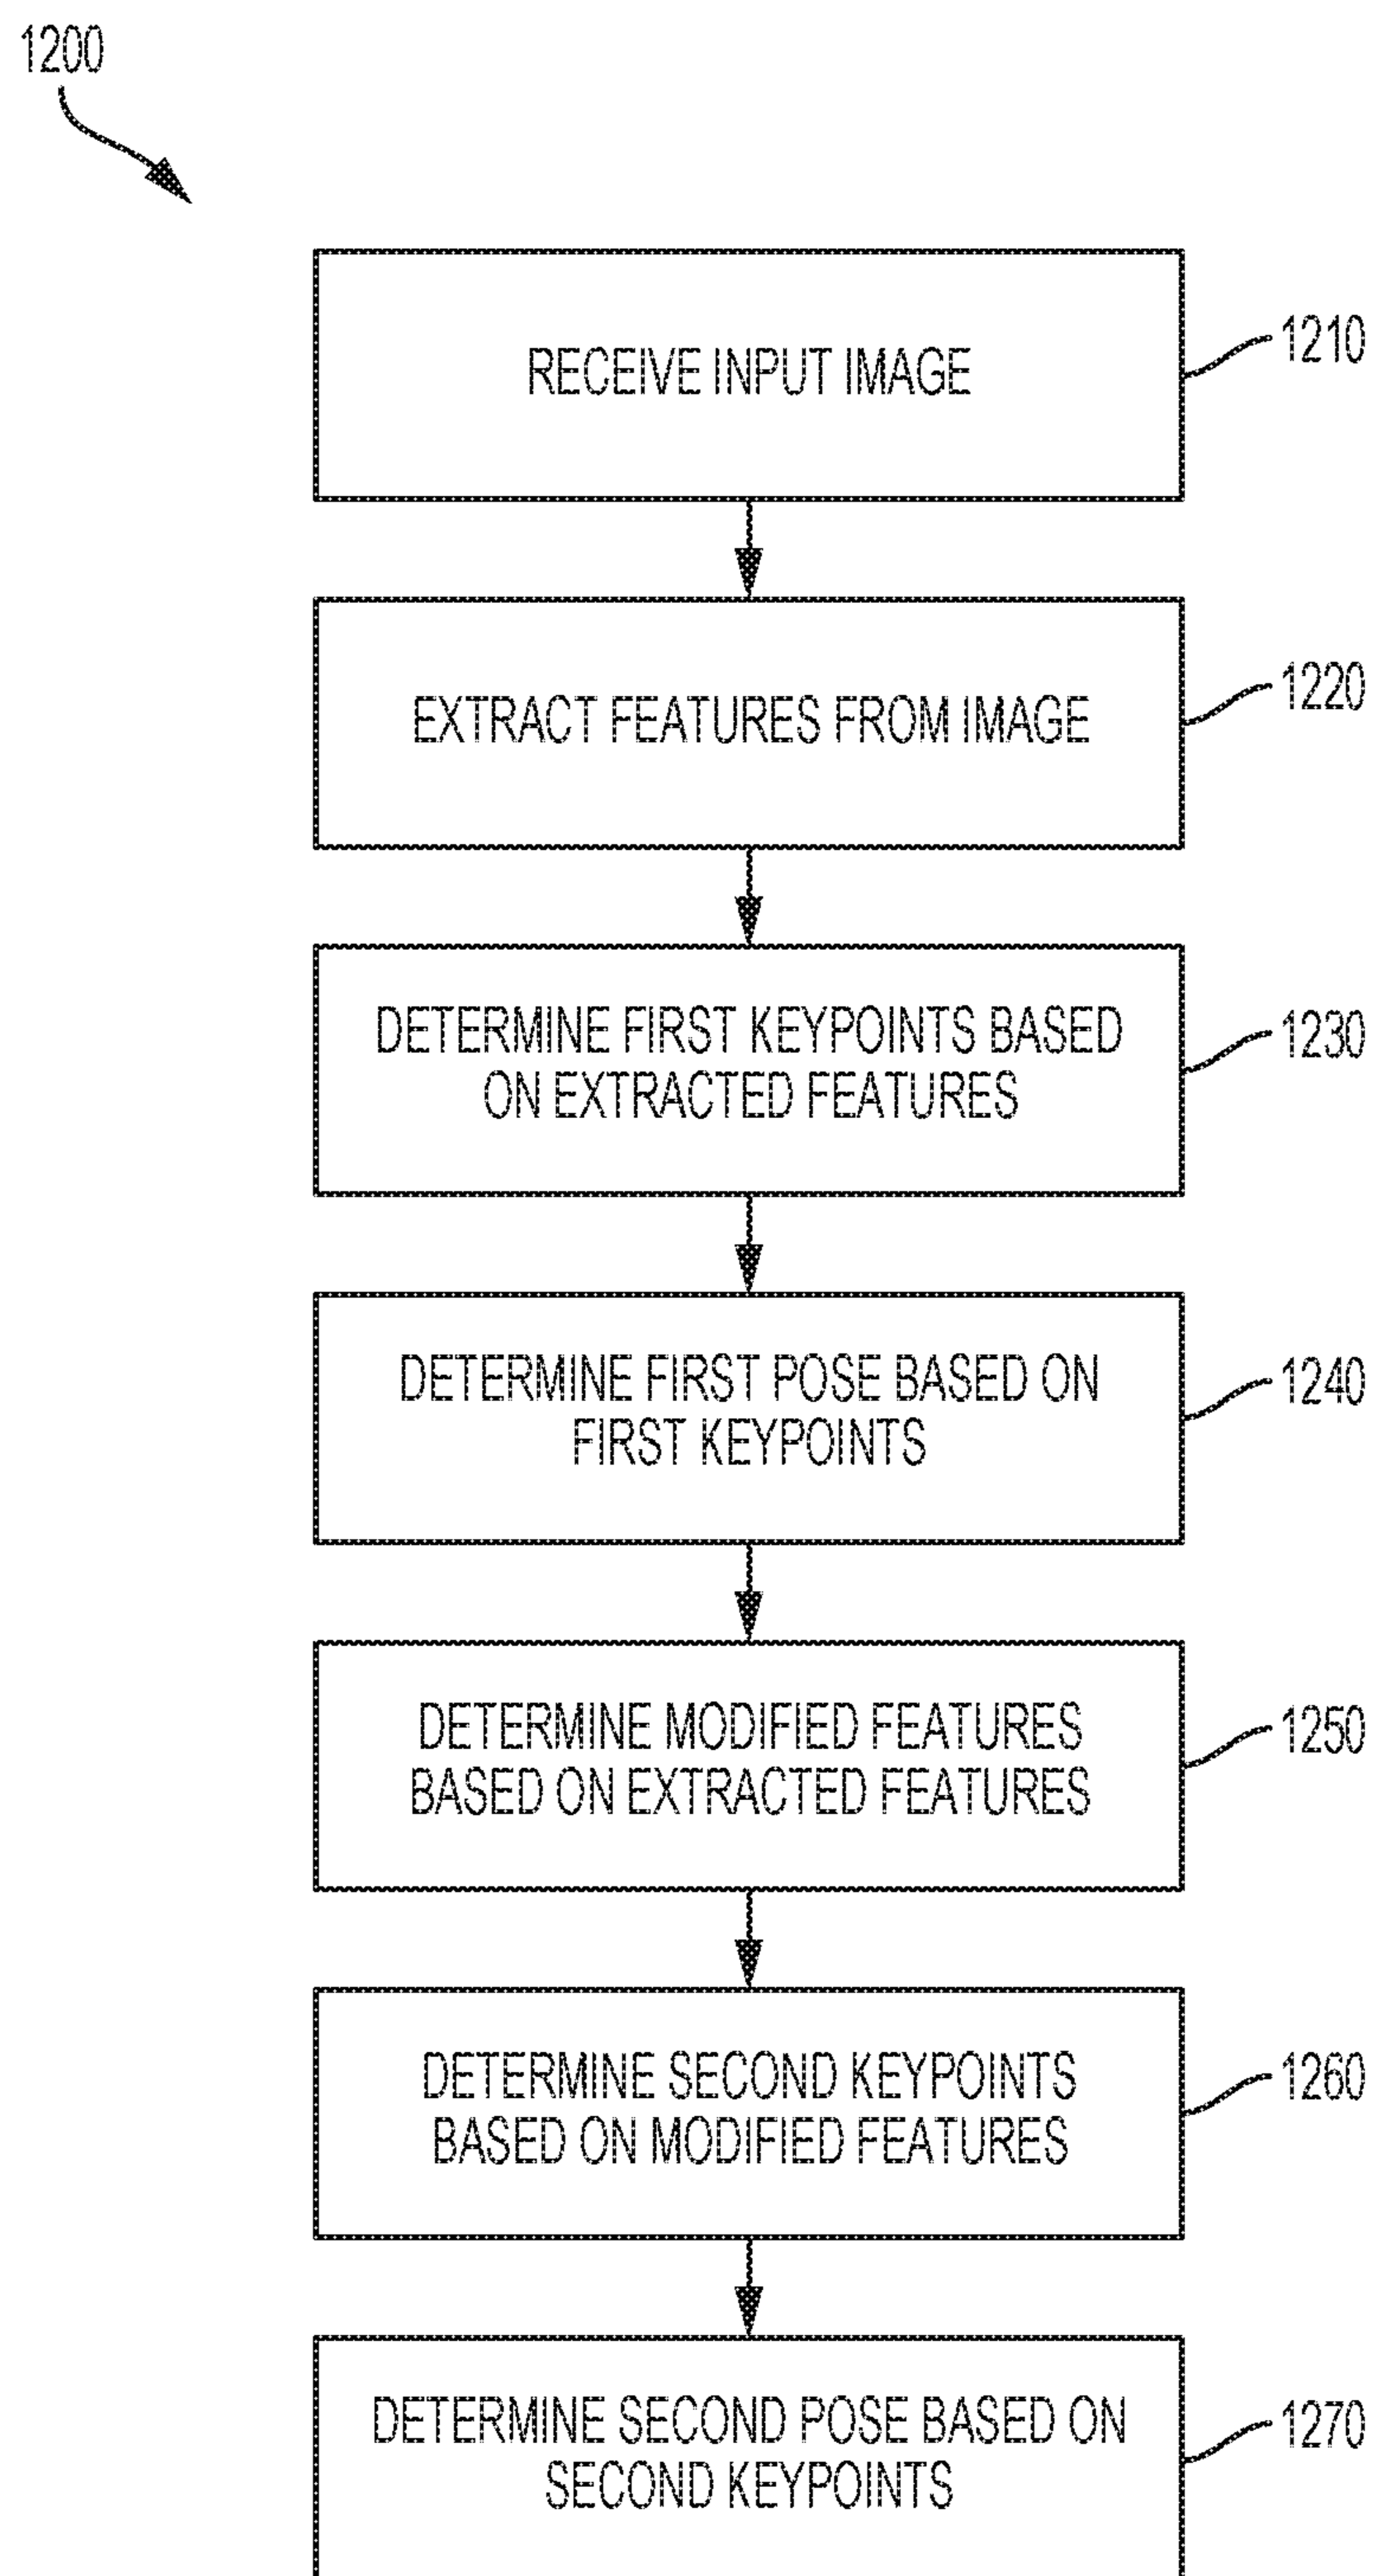 1200
RECEIVE INPUT IMAGE
1210
EXTRACT FEATURES FROM IMAGE
1220
DETERMINE FIRST KEYPOINTS BASED
ON EXTRACTED FEATURES
1230
DETERMINE FIRST POSE BASED ON
FIRST KEYPOINTS
1240
DETERMINE MODIFIED FEATURES
BASED ON EXTRACTED FEATURES
1250
DETERMINE SECOND KEYPOINTS
BASED ON MODIFIED FEATURES
1260
DETERMINE SECOND POSE BASED ON
SECOND KEYPOINTS
1270